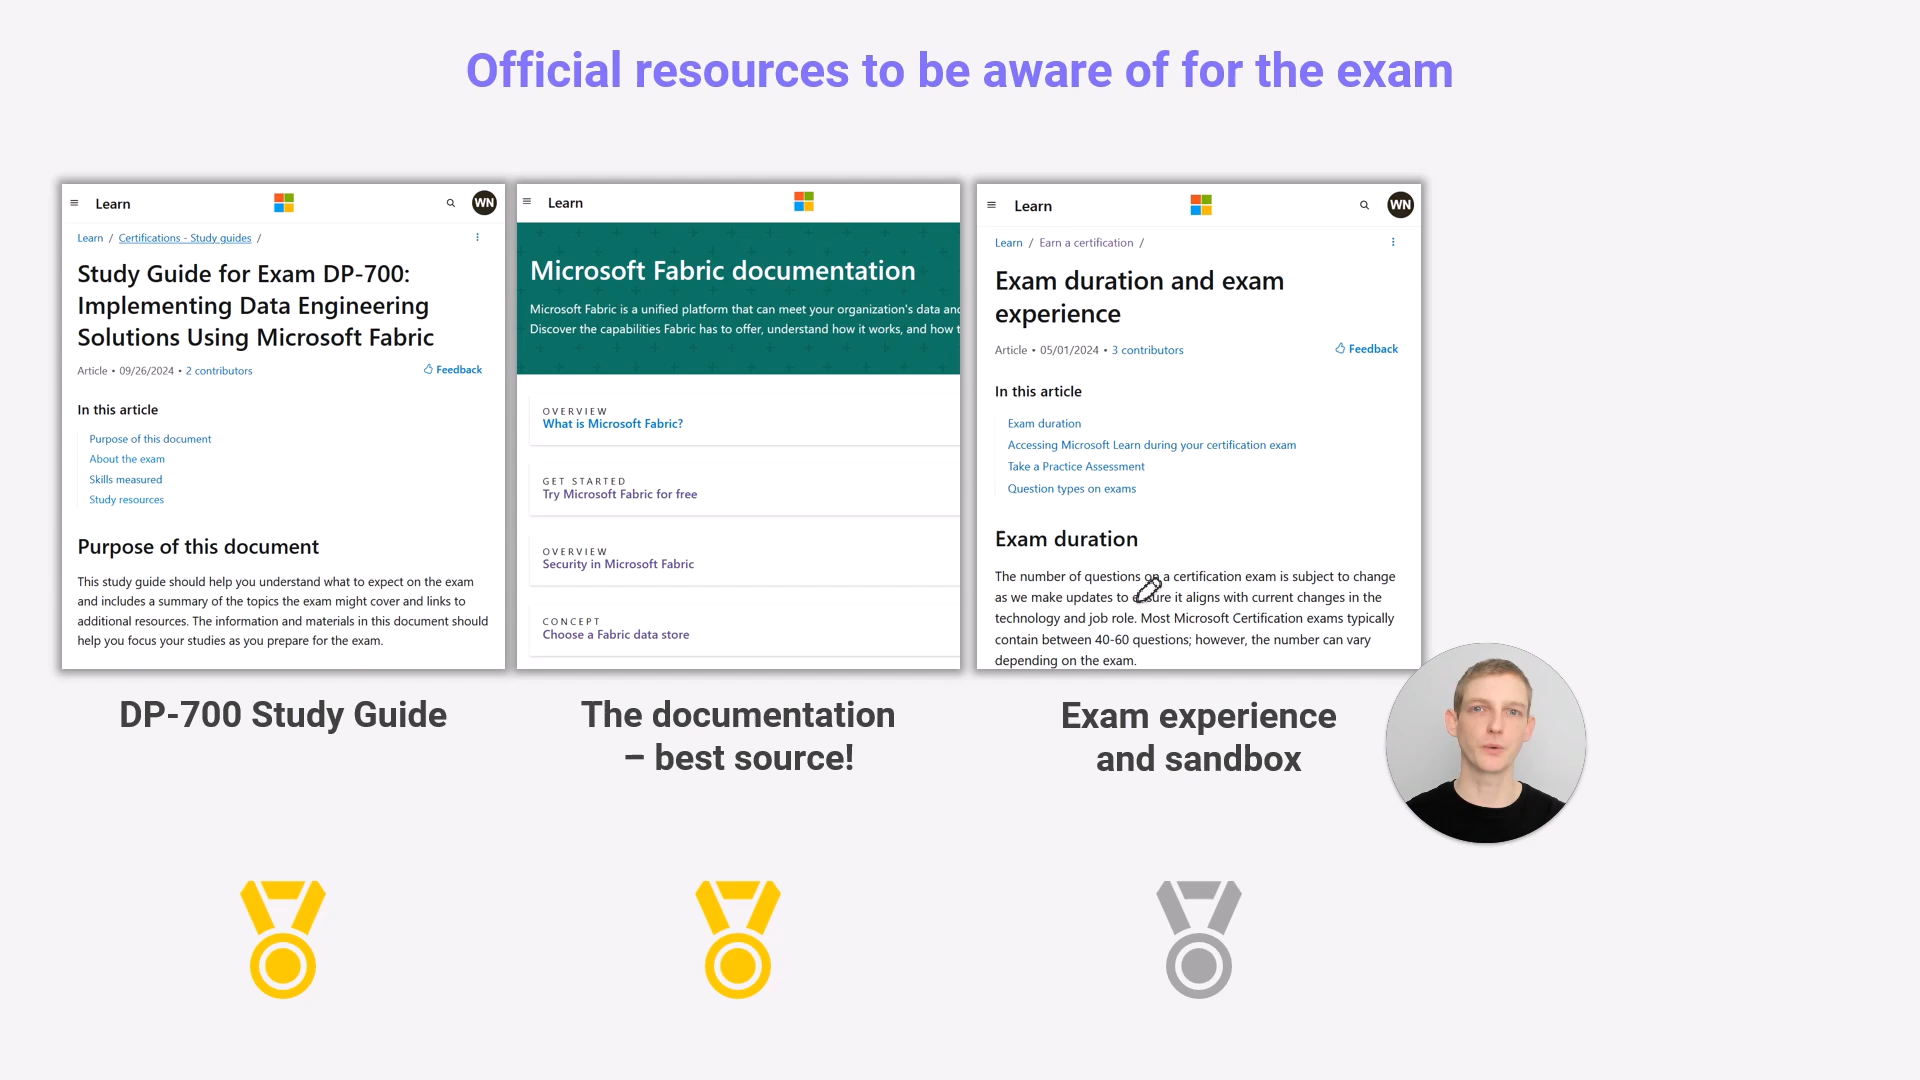 Official resources to be aware of for the exam
Learn
WN
Learn / Certifications - Study guides /
Study Guide for Exam DP-700:
Implementing Data Engineering
Solutions Using Microsoft Fabric
Article • 09/26/2024 • 2 contributors
Feedback
In this article
Purpose of this document
About the exam
Skills measured
Study resources
Purpose of this document
This study guide should help you understand what to expect on the exam
and includes a summary of the topics the exam might cover and links to
additional resources. The information and materials in this document should
help you focus your studies as you prepare for the exam.
DP-700 Study Guide
Learn
Microsoft Fabric documentation
Microsoft Fabric is a unified platform that can meet your organization's data and
Discover the capabilities Fabric has to offer, understand how it works, and how t
OVERVIEW
What is Microsoft Fabric?
GET STARTED
Try Microsoft Fabric for free
OVERVIEW
Security in Microsoft Fabric
CONCEPT
Choose a Fabric data store
The documentation
– best source!
Learn
WN
Learn / Earn a certification /
Exam duration and exam
experience
Article • 05/01/2024 • 3 contributors
Feedback
In this article
Exam duration
Accessing Microsoft Learn during your certification exam
Take a Practice Assessment
Question types on exams
Exam duration
The number of questions on a certification exam is subject to change
as we make updates to ensure it aligns with current changes in the
technology and job role. Most Microsoft Certification exams typically
contain between 40-60 questions; however, the number can vary
depending on the exam.
Exam experience
and sandbox